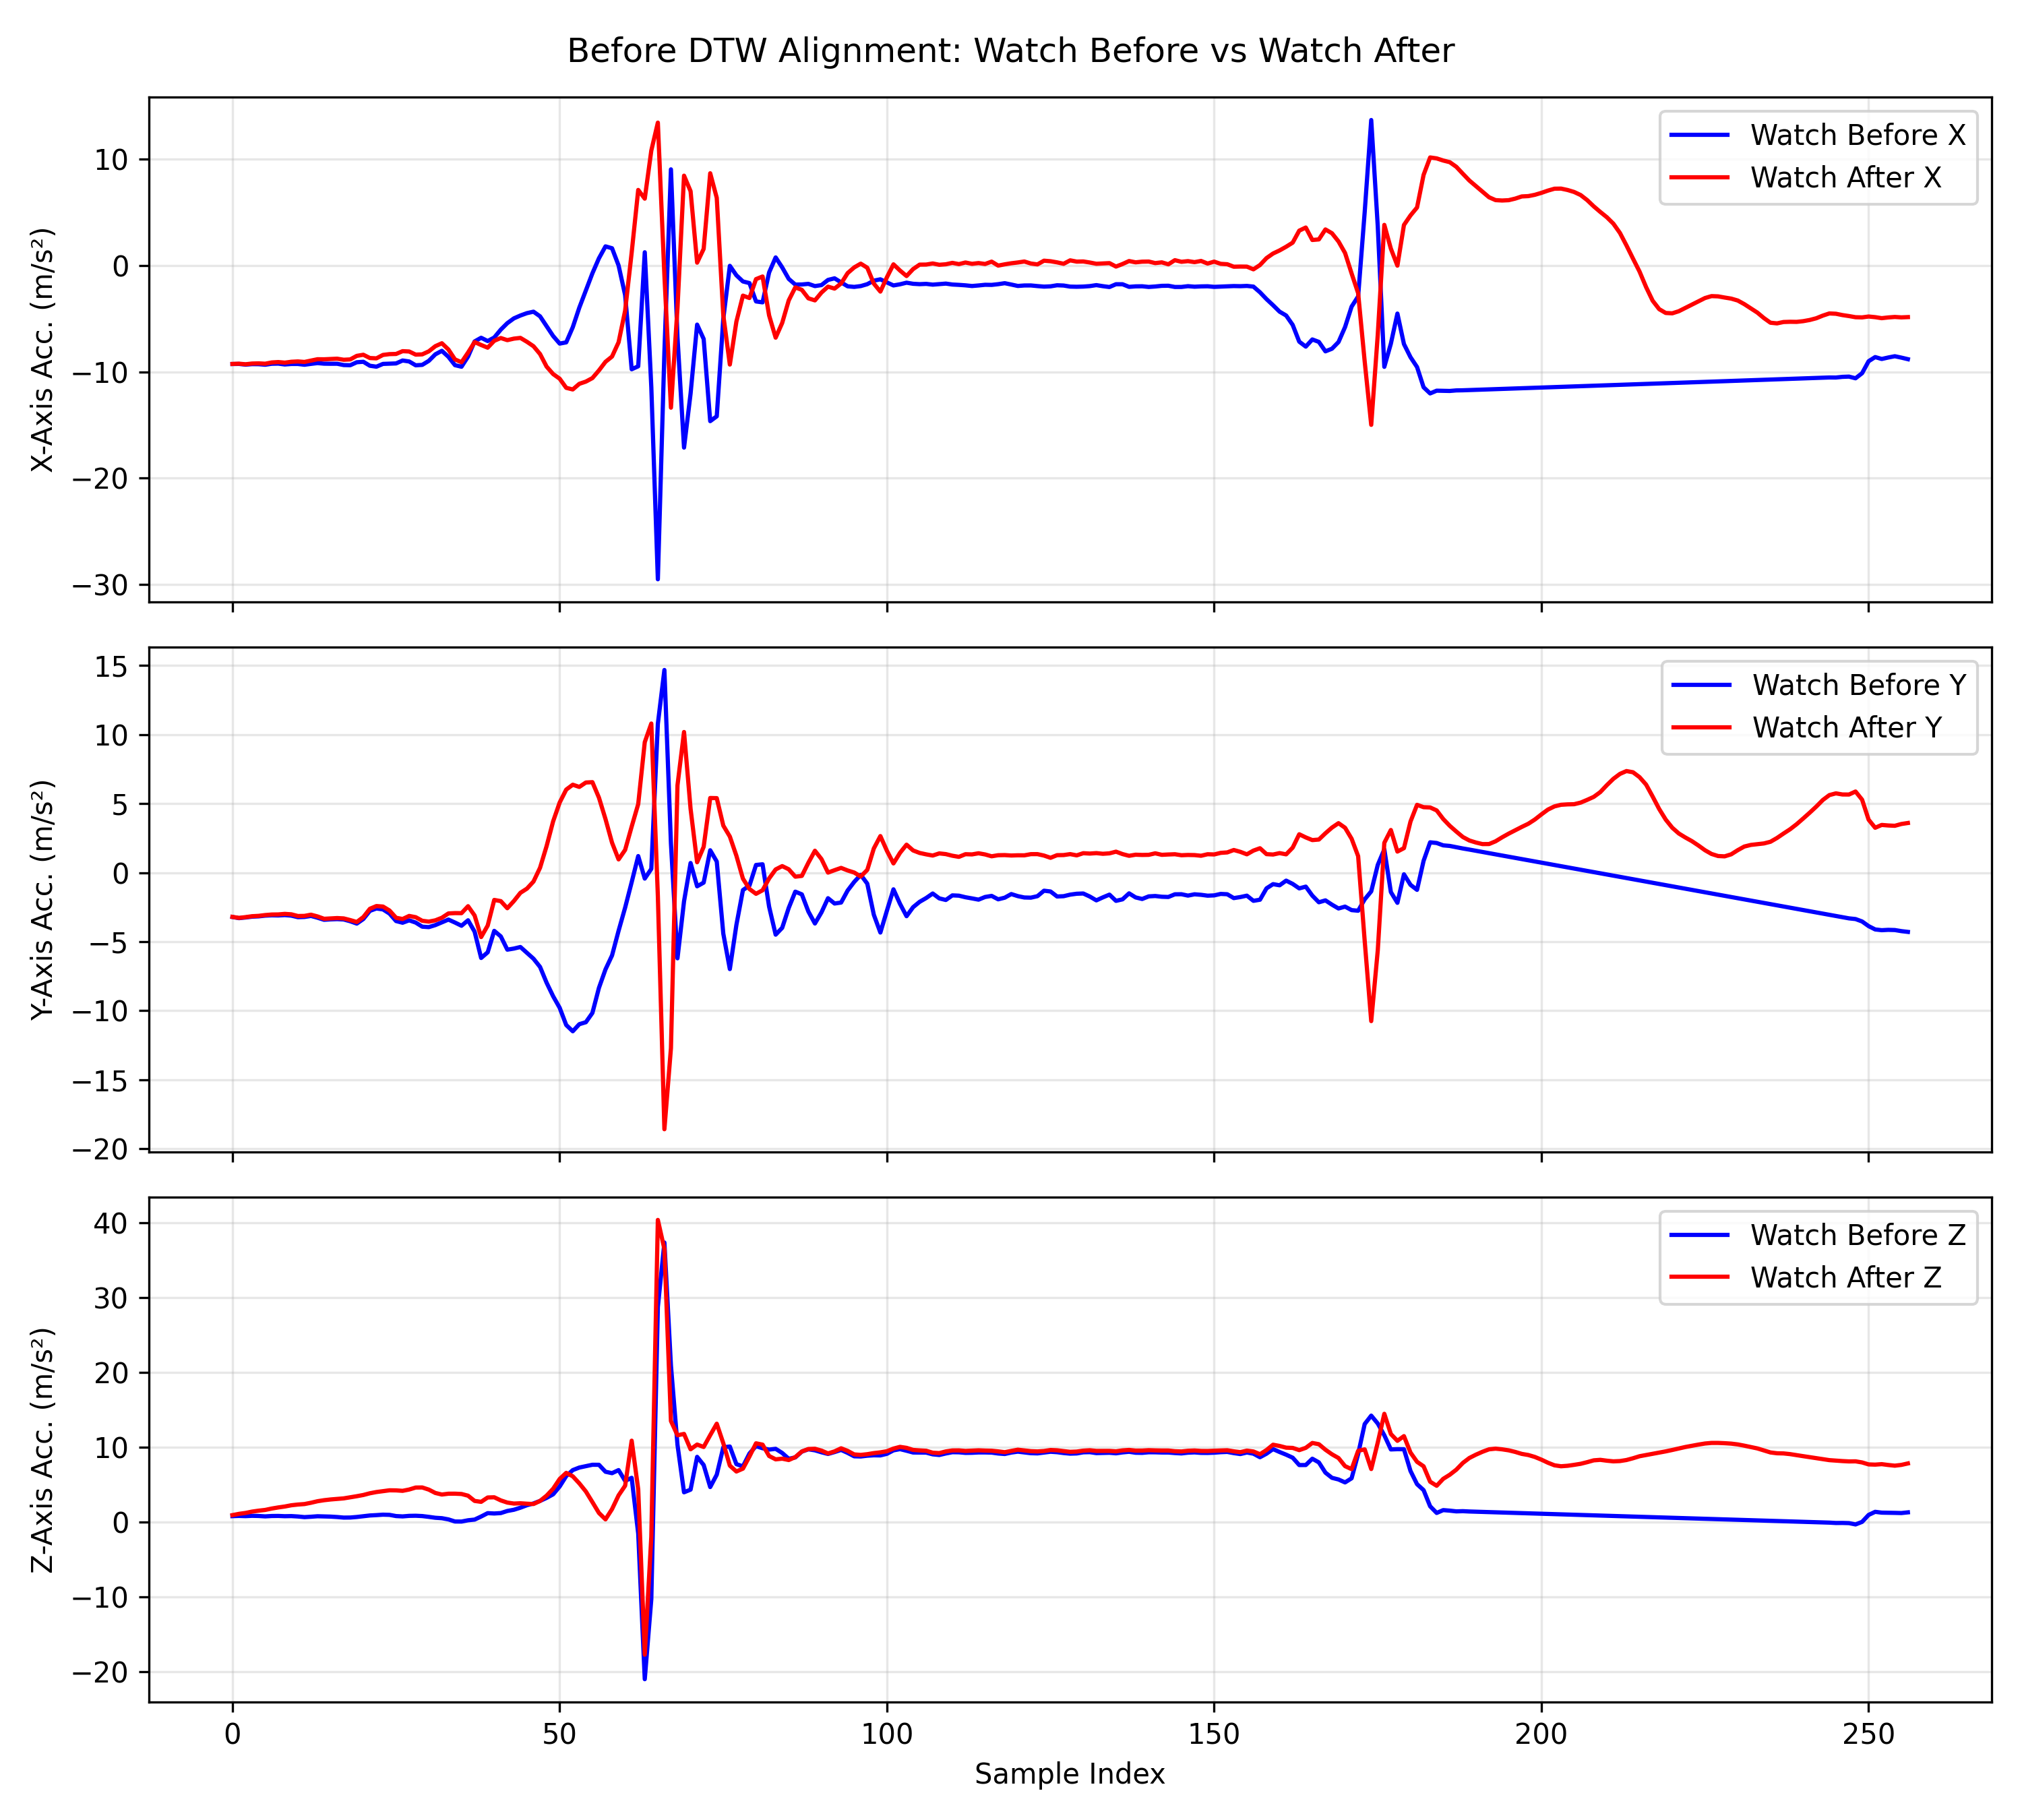 Before DTW Alignment: Watch Before vs Watch After
Watch Before X
Watch After X
10
0
−10
−20
−30
X-Axis Acc. (m/s²)
Watch Before Y
Watch After Y
15
10
5
0
−5
−10
−15
−20
Y-Axis Acc. (m/s²)
Watch Before Z
Watch After Z
40
30
20
10
0
−10
−20
Z-Axis Acc. (m/s²)
0 50 100 150 200 250
Sample Index